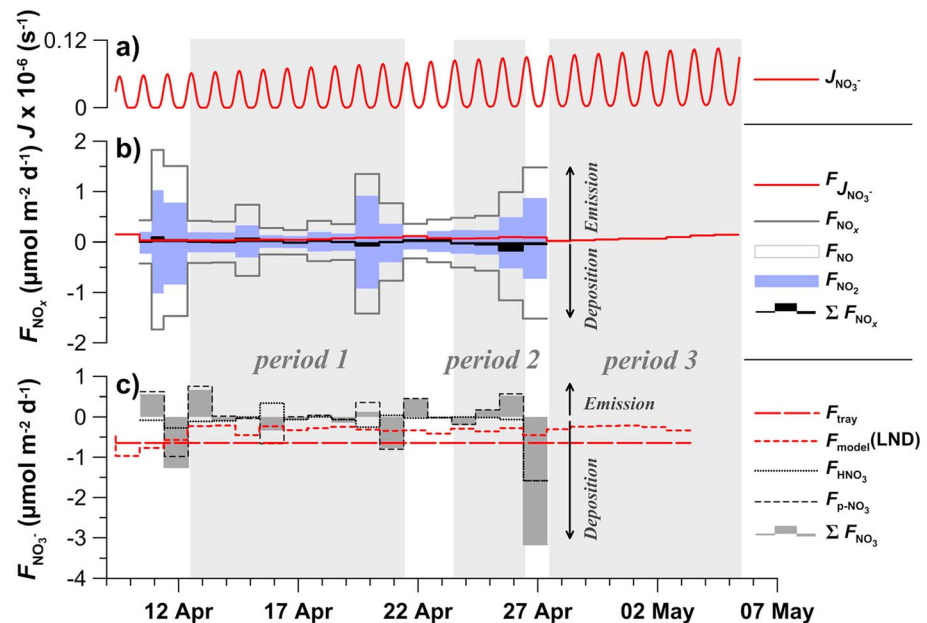 a)
J x 10⁻⁶ (s⁻¹)
0.12
0
J_NO₃⁻
b)
F_NOₓ (µmol m⁻² d⁻¹)
2
1
0
-1
-2
Emission
Deposition
F_J_NO₃⁻
F_NOₓ
F_NO
F_NO₂
Σ F_NOₓ
period 1
period 2
period 3
c)
F_NO₃⁻ (µmol m⁻² d⁻¹)
1
0
-1
-2
-3
-4
Emission
Deposition
F_tray
F_model(LND)
F_HNO₃
F_p-NO₃
Σ F_NO₃
12 Apr 17 Apr 22 Apr 27 Apr 02 May 07 May